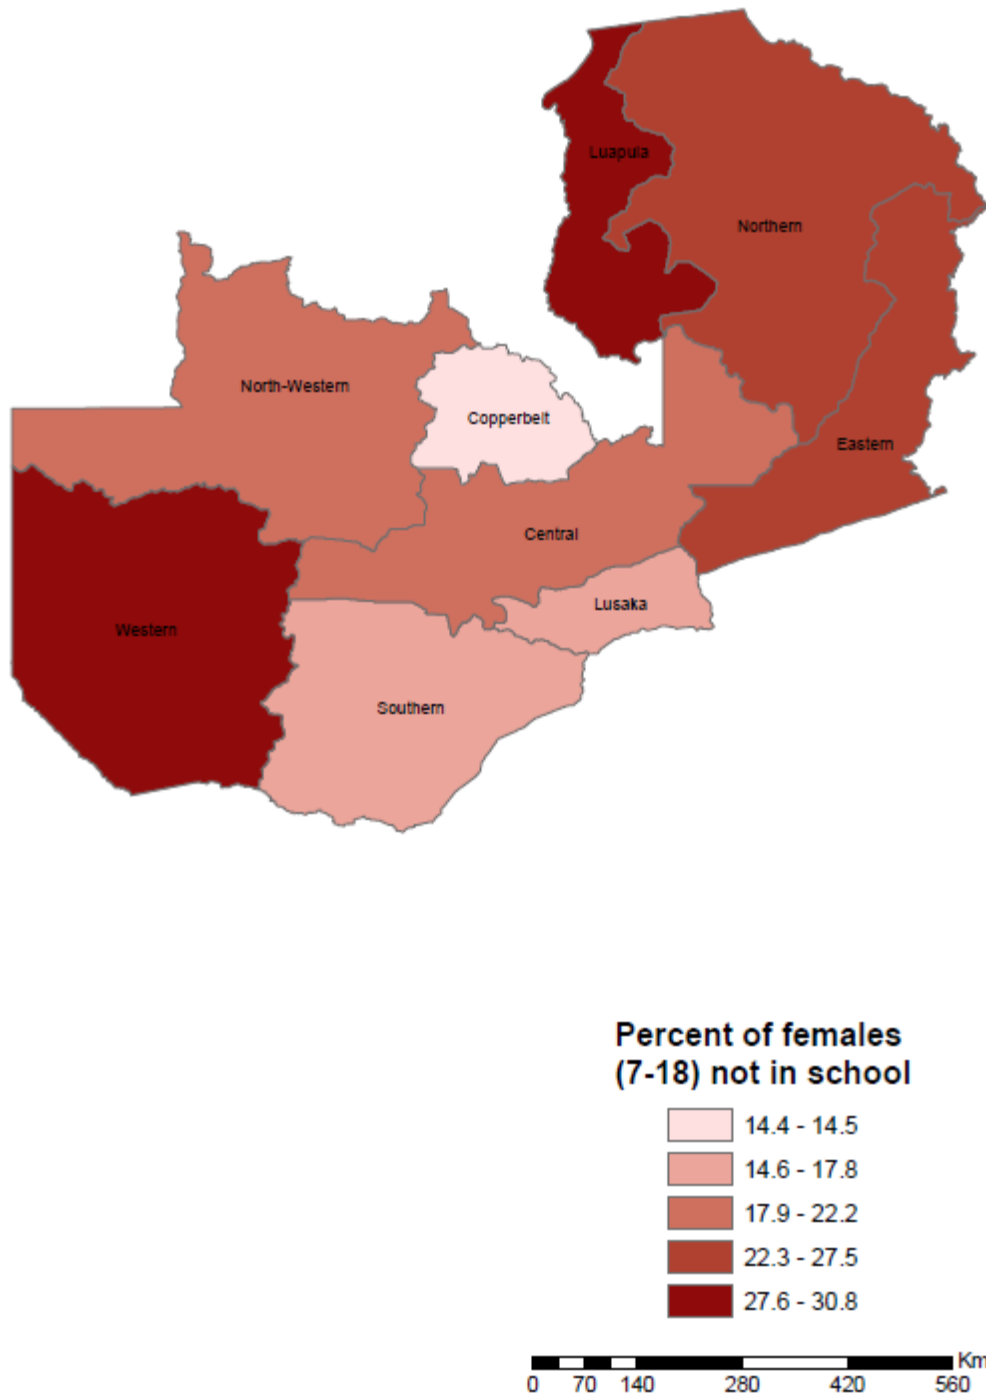 Luapula
Northern
North-Western
Copperbelt
Eastern
Central
Lusaka
Western
Southern
Percent of females
(7-18) not in school
14.4 - 14.5
14.6 - 17.8
17.9 - 22.2
22.3 - 27.5
27.6 - 30.8
Km
0 70 140 280 420 560